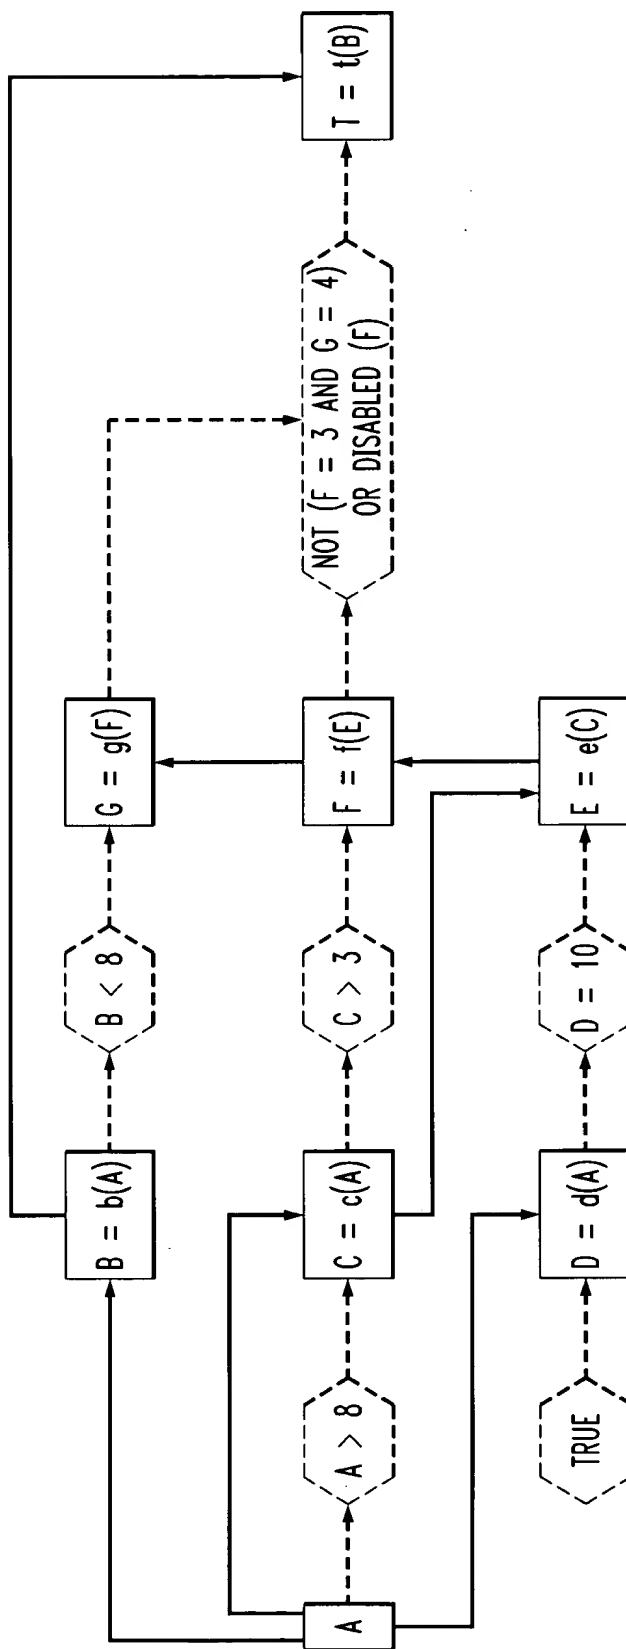 A
A > 8
TRUE
B = b(A)
C = c(A)
D = d(A)
B < 8
C > 3
D = 10
G = g(F)
F = f(E)
E = e(C)
NOT (F = 3 AND G = 4)
OR DISABLED (F)
T = t(B)